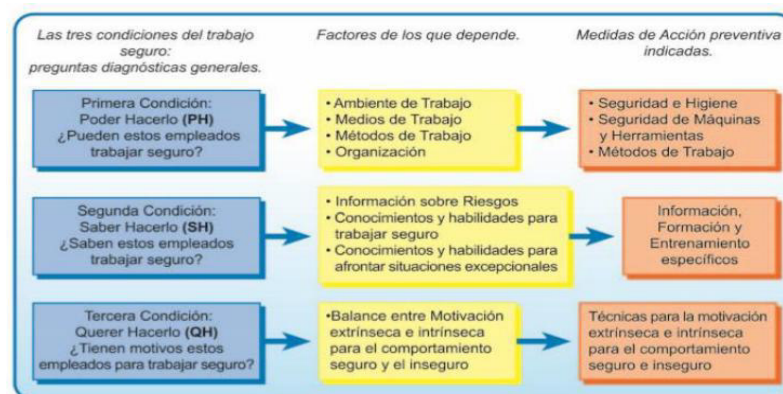 Las tres condiciones del trabajo
seguro:
preguntas diagnósticas generales.
Factores de los que depende.
Medidas de Acción preventiva
indicadas.
Primera Condición:
Poder Hacerlo (PH)
¿Pueden estos empleados
trabajar seguro?
• Ambiente de Trabajo
• Medios de Trabajo
• Métodos de Trabajo
• Organización
• Seguridad e Higiene
• Seguridad de Máquinas
y Herramientas
• Métodos de Trabajo
Segunda Condición:
Saber Hacerlo (SH)
¿Saben estos empleados
trabajar seguro?
• Información sobre Riesgos
• Conocimientos y habilidades para
trabajar seguro
• Conocimientos y habilidades para
afrontar situaciones excepcionales
Información,
Formación y
Entrenamiento
específicos
Tercera Condición:
Querer Hacerlo (QH)
¿Tienen motivos estos
empleados para trabajar seguro?
•Balance entre Motivación
extrínseca e intrínseca
para el comportamiento
seguro y el inseguro
Técnicas para la motivación
extrínseca e intrínseca
para el comportamiento
seguro e inseguro